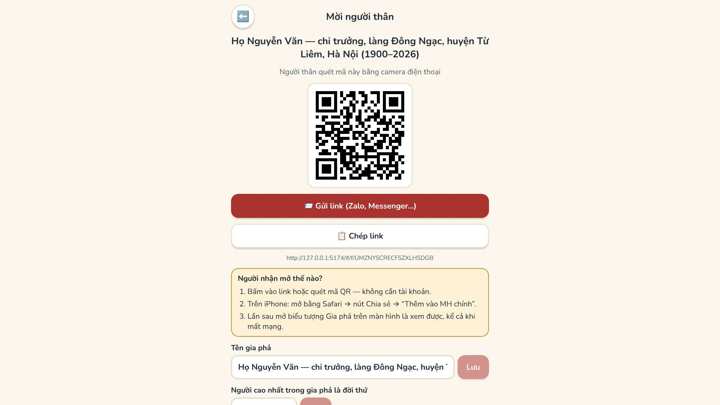 Mời người thân
Họ Nguyễn Văn — chi trưởng, làng Đông Ngạc, huyện Từ
Liêm, Hà Nội (1900–2026)
Người thân quét mã này bằng camera điện thoại
Gửi link (Zalo, Messenger…)
Chép link
Người nhận mở thế nào?
1. Bấm vào link hoặc quét mã QR — không cần tài khoản.
2. Trên iPhone: mở bằng Safari → nút Chia sẻ → “Thêm vào MH chính”.
3. Lần sau mở biểu tượng Gia phả trên màn hình là xem được, kể cả khi
mất mạng.
Tên gia phả
Họ Nguyễn Văn — chi trưởng, làng Đông Ngạc, huyện
Lưu
Người cao nhất trong gia phả là đời thứ